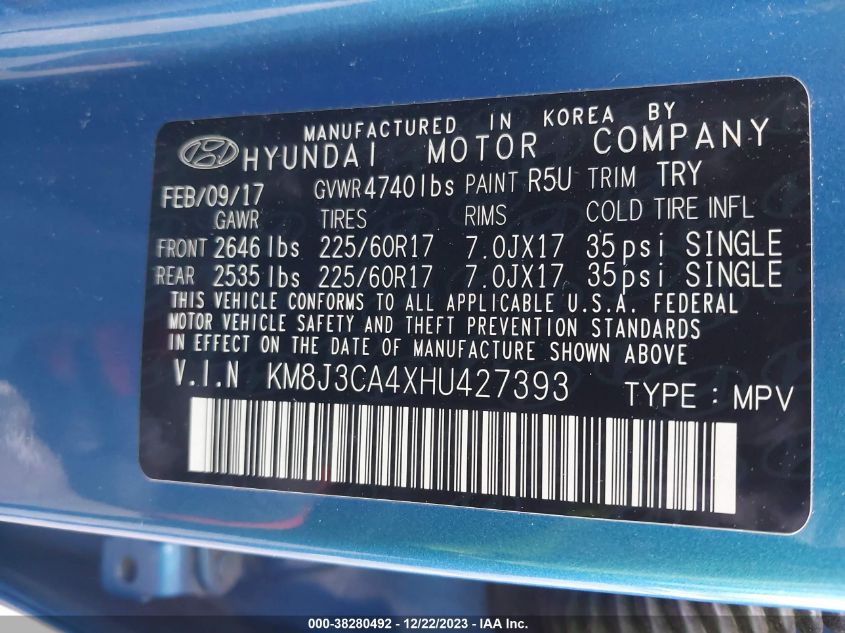 MANUFACTURED IN KOREA BY
HYUNDAI MOTOR COMPANY
FEB/09/17 GVWR 4740lbs PAINT R5U TRIM TRY
GAWR TIRES RIMS COLD TIRE INFL
FRONT 2646 lbs 225/60R17 7.0JX17 35psi SINGLE
REAR 2535 lbs 225/60R17 7.0JX17 35psi SINGLE
THIS VEHICLE CONFORMS TO ALL APPLICABLE U.S.A. FEDERAL
MOTOR VEHICLE SAFETY AND THEFT PREVENTION STANDARDS
IN EFFECT ON THE DATE OF MANUFACTURE SHOWN ABOVE
V.I.N KM8J3CA4XHU427393 TYPE: MPV
000-38280492 - 12/22/2023 - IAA Inc.